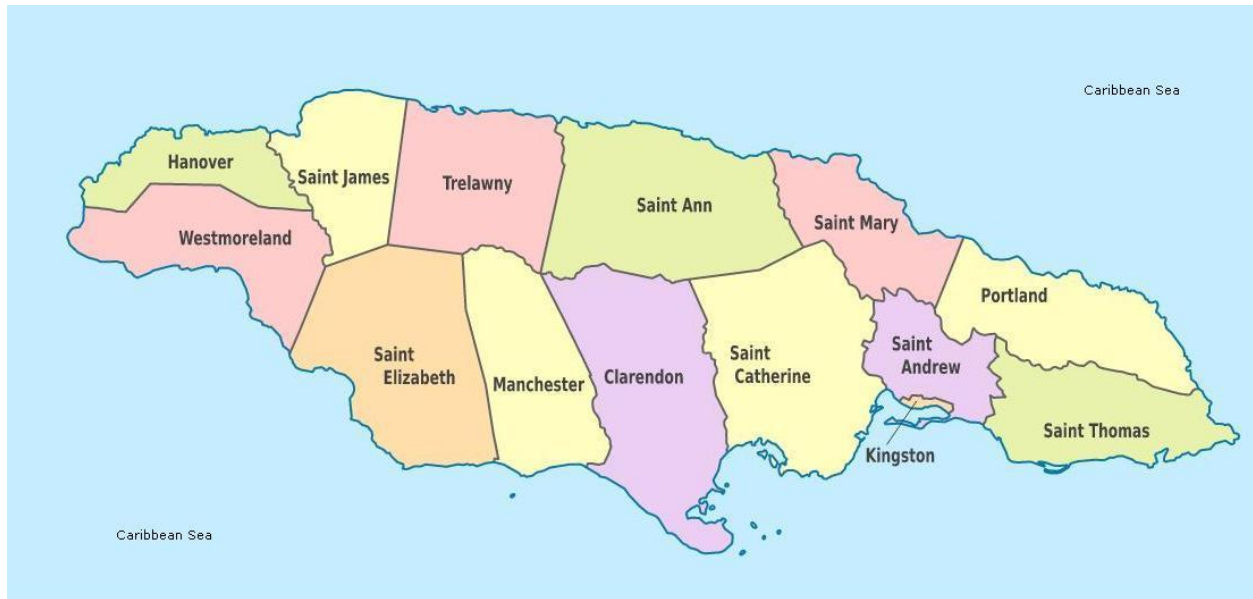 Caribbean Sea
Hanover
Saint James
Trelawny
Saint Ann
Saint Mary
Westmoreland
Portland
Saint
Elizabeth
Manchester
Clarendon
Saint
Catherine
Saint
Andrew
Saint Thomas
Kingston
Caribbean Sea